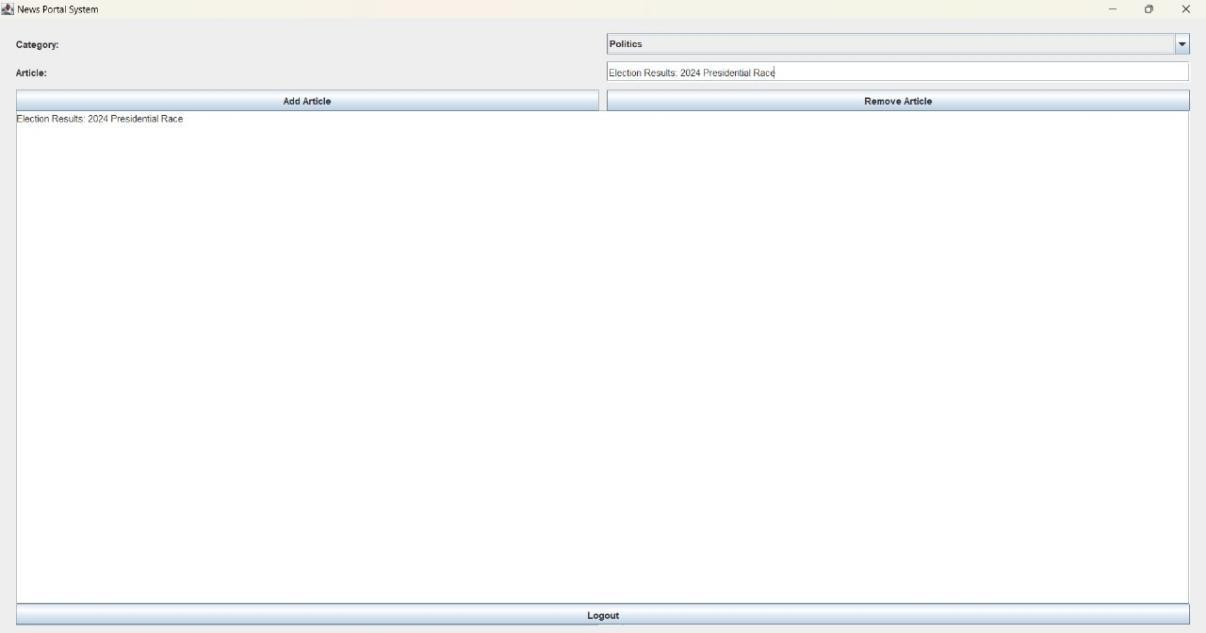 News Portal System
Category:
Politics
Article:
Election Results: 2024 Presidential Race
Add Article
Remove Article
Election Results: 2024 Presidential Race
Logout